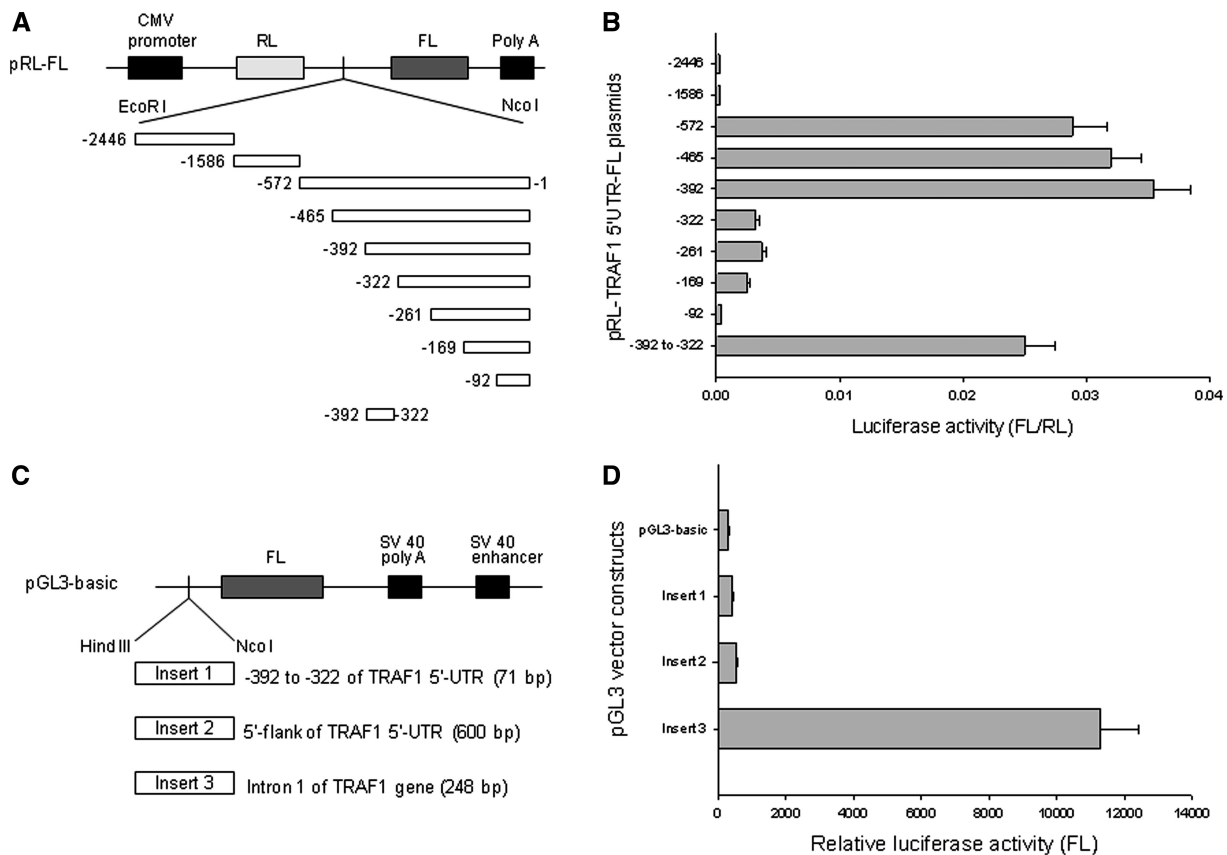 A
CMV
promoter
RL
FL
Poly A
pRL-FL
EcoR I
Nco I
-2446
-1586
-572
-1
-465
-392
-322
-261
-169
-92
-392
-322
B
pRL-TRAF1 5'UTR-FL plasmids
-2446
-1586
-572
-465
-392
-322
-261
-169
-92
-392 to -322
0.00
0.01
0.02
0.03
0.04
Luciferase activity (FL/RL)
C
FL
SV 40
poly A
SV 40
enhancer
pGL3-basic
Hind III
Nco I
Insert 1
-392 to -322 of TRAF1 5'-UTR (71 bp)
Insert 2
5'-flank of TRAF1 5'-UTR (600 bp)
Insert 3
Intron 1 of TRAF1 gene (248 bp)
D
pGL3 vector constructs
pGL3-basic
Insert 1
Insert 2
Insert 3
0
2000
4000
6000
8000
10000
12000
14000
Relative luciferase activity (FL)